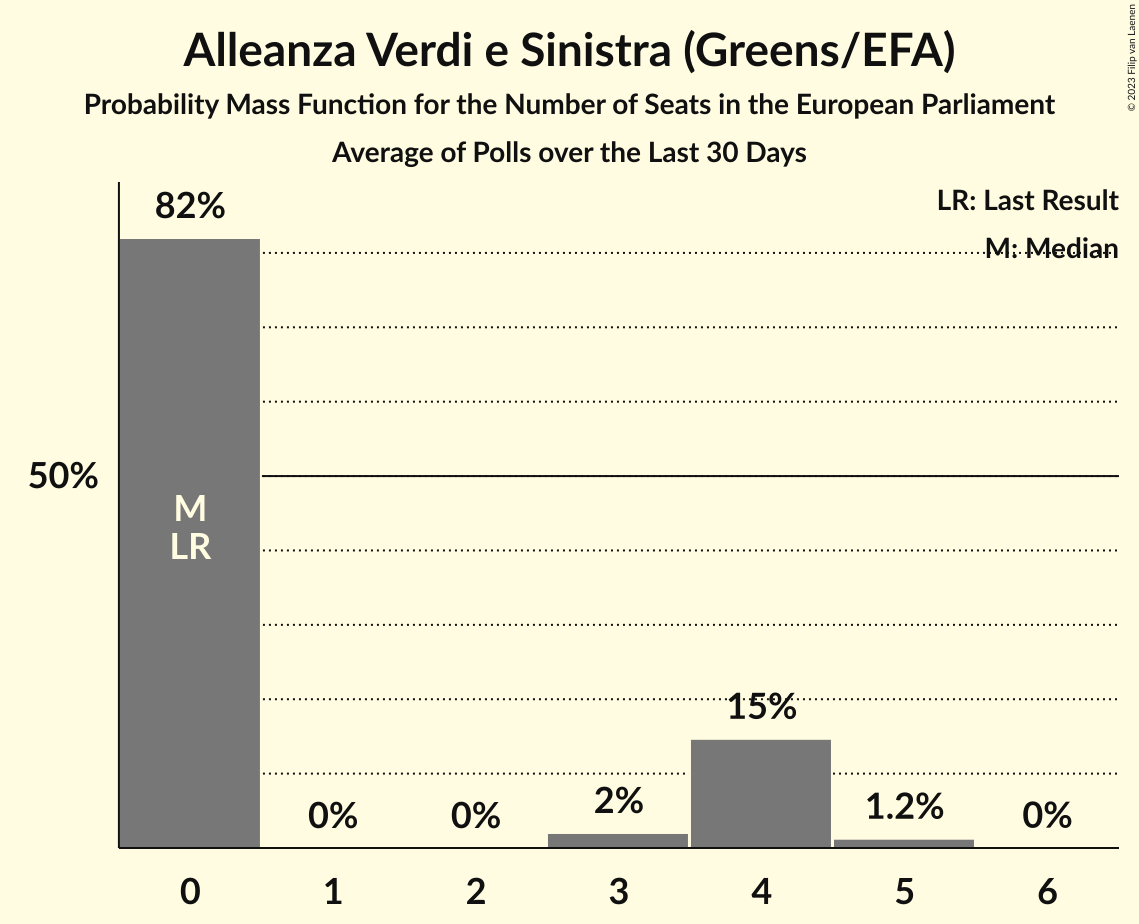 Alleanza Verdi e Sinistra (Greens/EFA)
Probability Mass Function for the Number of Seats in the European Parliament
Average of Polls over the Last 30 Days
© 2023 Filip van Laenen
LR: Last Result
M: Median
82%
50%
M
LR
15%
0%
0%
2%
1.2%
0%
0
1
2
3
4
5
6